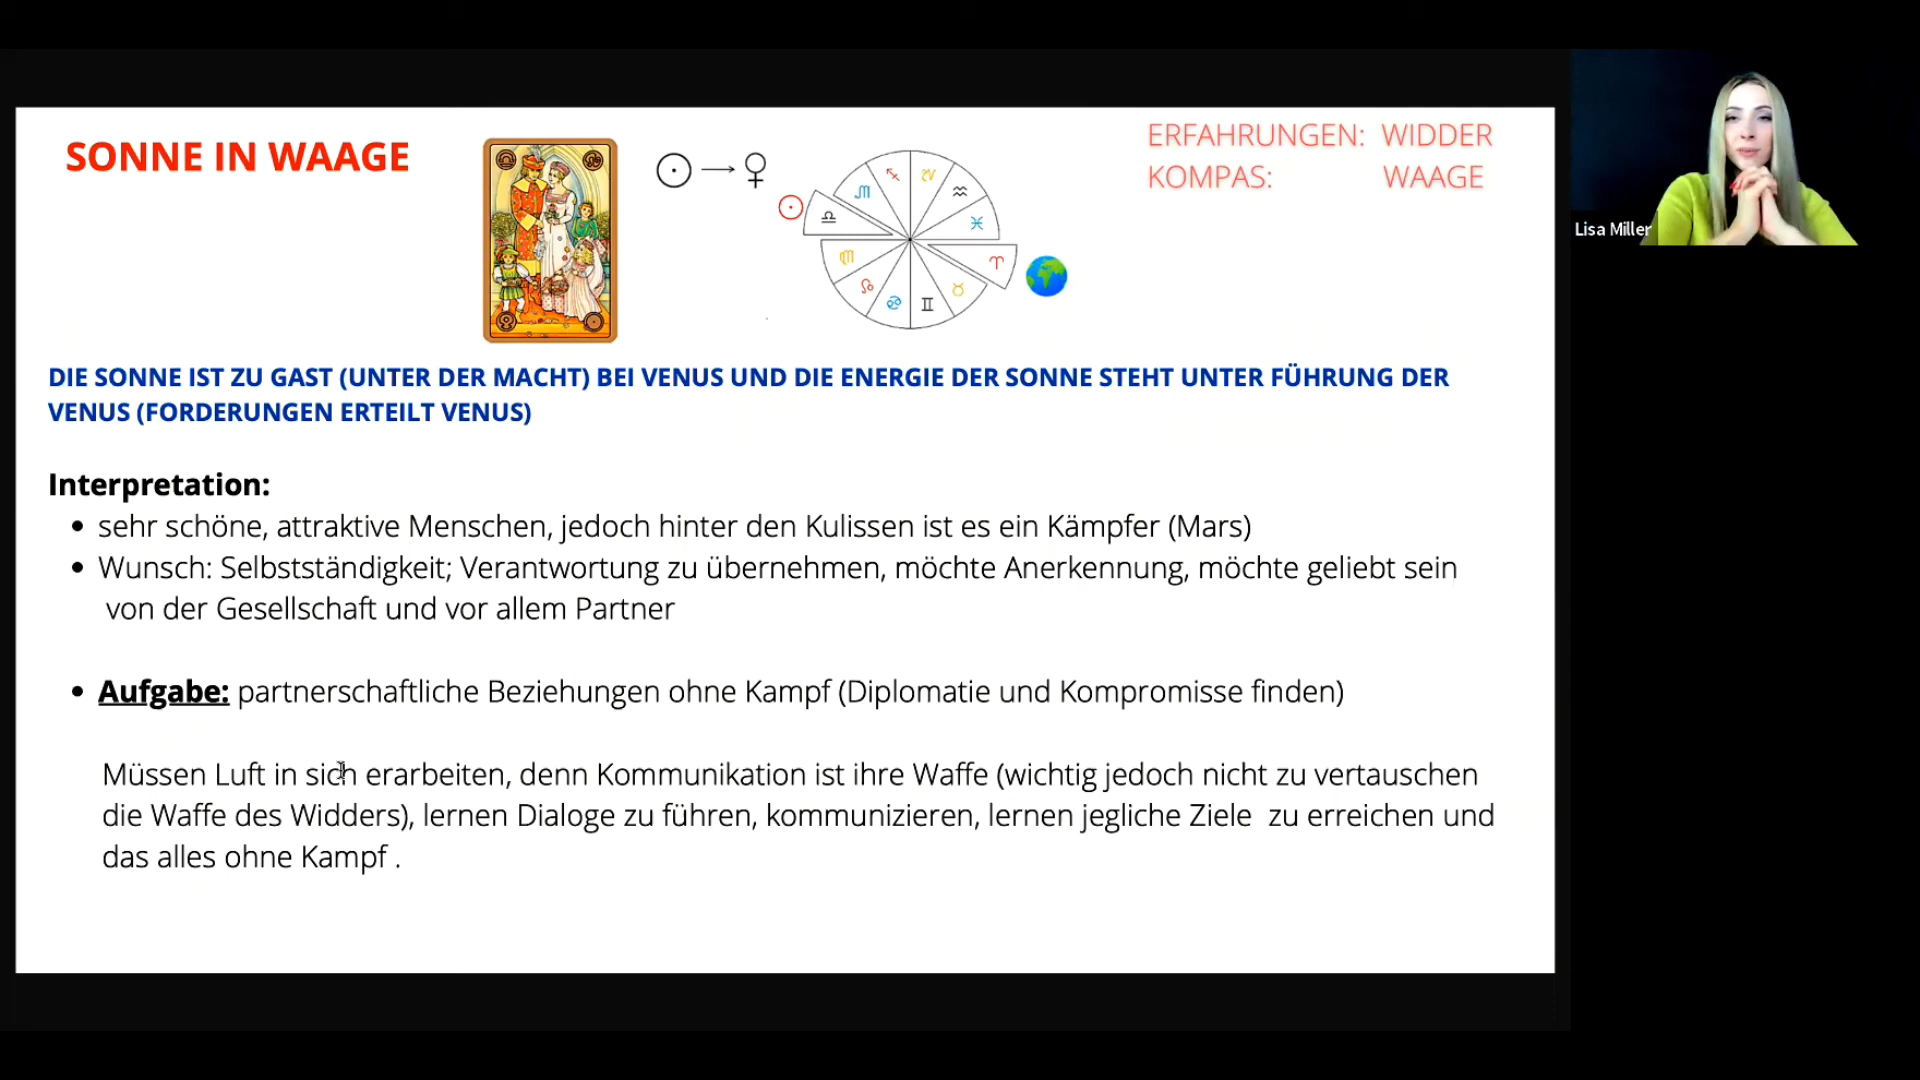 SONNE IN WAAGE
ERFAHRUNGEN: WIDDER
KOMPAS: WAAGE
Lisa Miller
DIE SONNE IST ZU GAST (UNTER DER MACHT) BEI VENUS UND DIE ENERGIE DER SONNE STEHT UNTER FÜHRUNG DER
VENUS (FORDERUNGEN ERTEILT VENUS)
Interpretation:
• sehr schöne, attraktive Menschen, jedoch hinter den Kulissen ist es ein Kämpfer (Mars)
• Wunsch: Selbstständigkeit; Verantwortung zu übernehmen, möchte Anerkennung, möchte geliebt sein
von der Gesellschaft und vor allem Partner
• Aufgabe: partnerschaftliche Beziehungen ohne Kampf (Diplomatie und Kompromisse finden)
Müssen Luft in sich erarbeiten, denn Kommunikation ist ihre Waffe (wichtig jedoch nicht zu vertauschen
die Waffe des Widders), lernen Dialoge zu führen, kommunizieren, lernen jegliche Ziele zu erreichen und
das alles ohne Kampf .